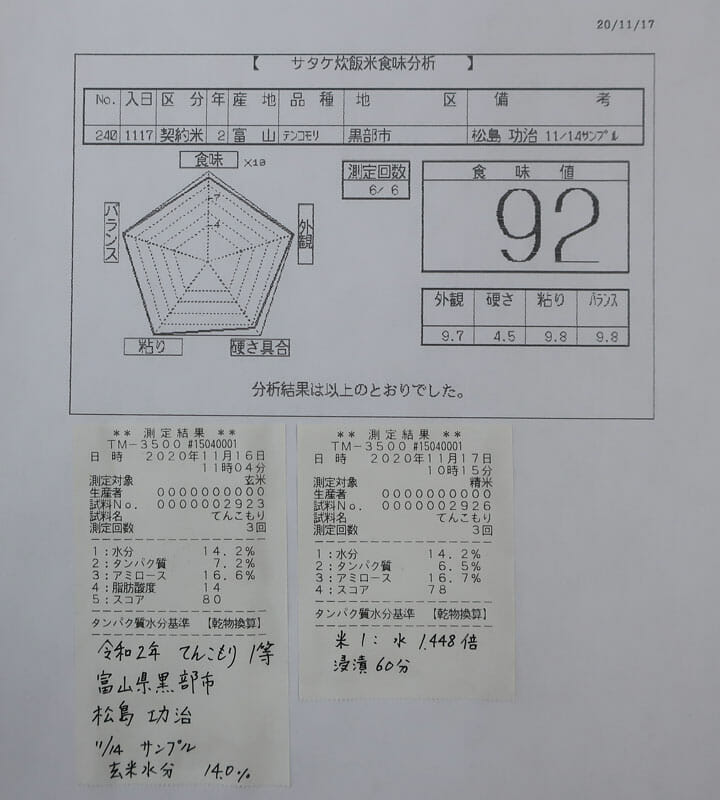 20/11/17
【 サタケ炊飯米食味分析 】
No. 入日 区分 年 産地 品種 地区 備考
240 1117 契約米 2 富山 テンコモリ 黒部市 松島 功治 11/14サンプル
食味 ×10
7
4
バランス
外観
粘り
硬さ具合
測定回数
6/ 6
食味値
92
外観 硬さ 粘り バランス
9.7 4.5 9.8 9.8
分析結果は以上のとおりでした。
** 測定結果 **
TM-3500 #15040001
日 時 2020年11月16日
11時04分
測定対象 玄米
生産者 0000000000
試料No. 0000002923
試料名 てんこもり
測定回数 3回
1:水分 14.2%
2:タンパク質 7.2%
3:アミロース 16.6%
4:脂肪酸度 14
5:スコア 80
タンパク質水分基準 【乾物換算】
令和2年 てんこもり 1等
富山県黒部市
松島 功治
11/14 サンプル
玄米水分 14.0%
** 測定結果 **
TM-3500 #15040001
日 時 2020年11月17日
10時15分
測定対象 精米
生産者 0000000000
試料No. 0000002926
試料名 てんこもり
測定回数 3回
1:水分 14.2%
2:タンパク質 6.5%
3:アミロース 16.7%
4:スコア 78
タンパク質水分基準 【乾物換算】
米 1: 水 1.448倍
浸漬 60分